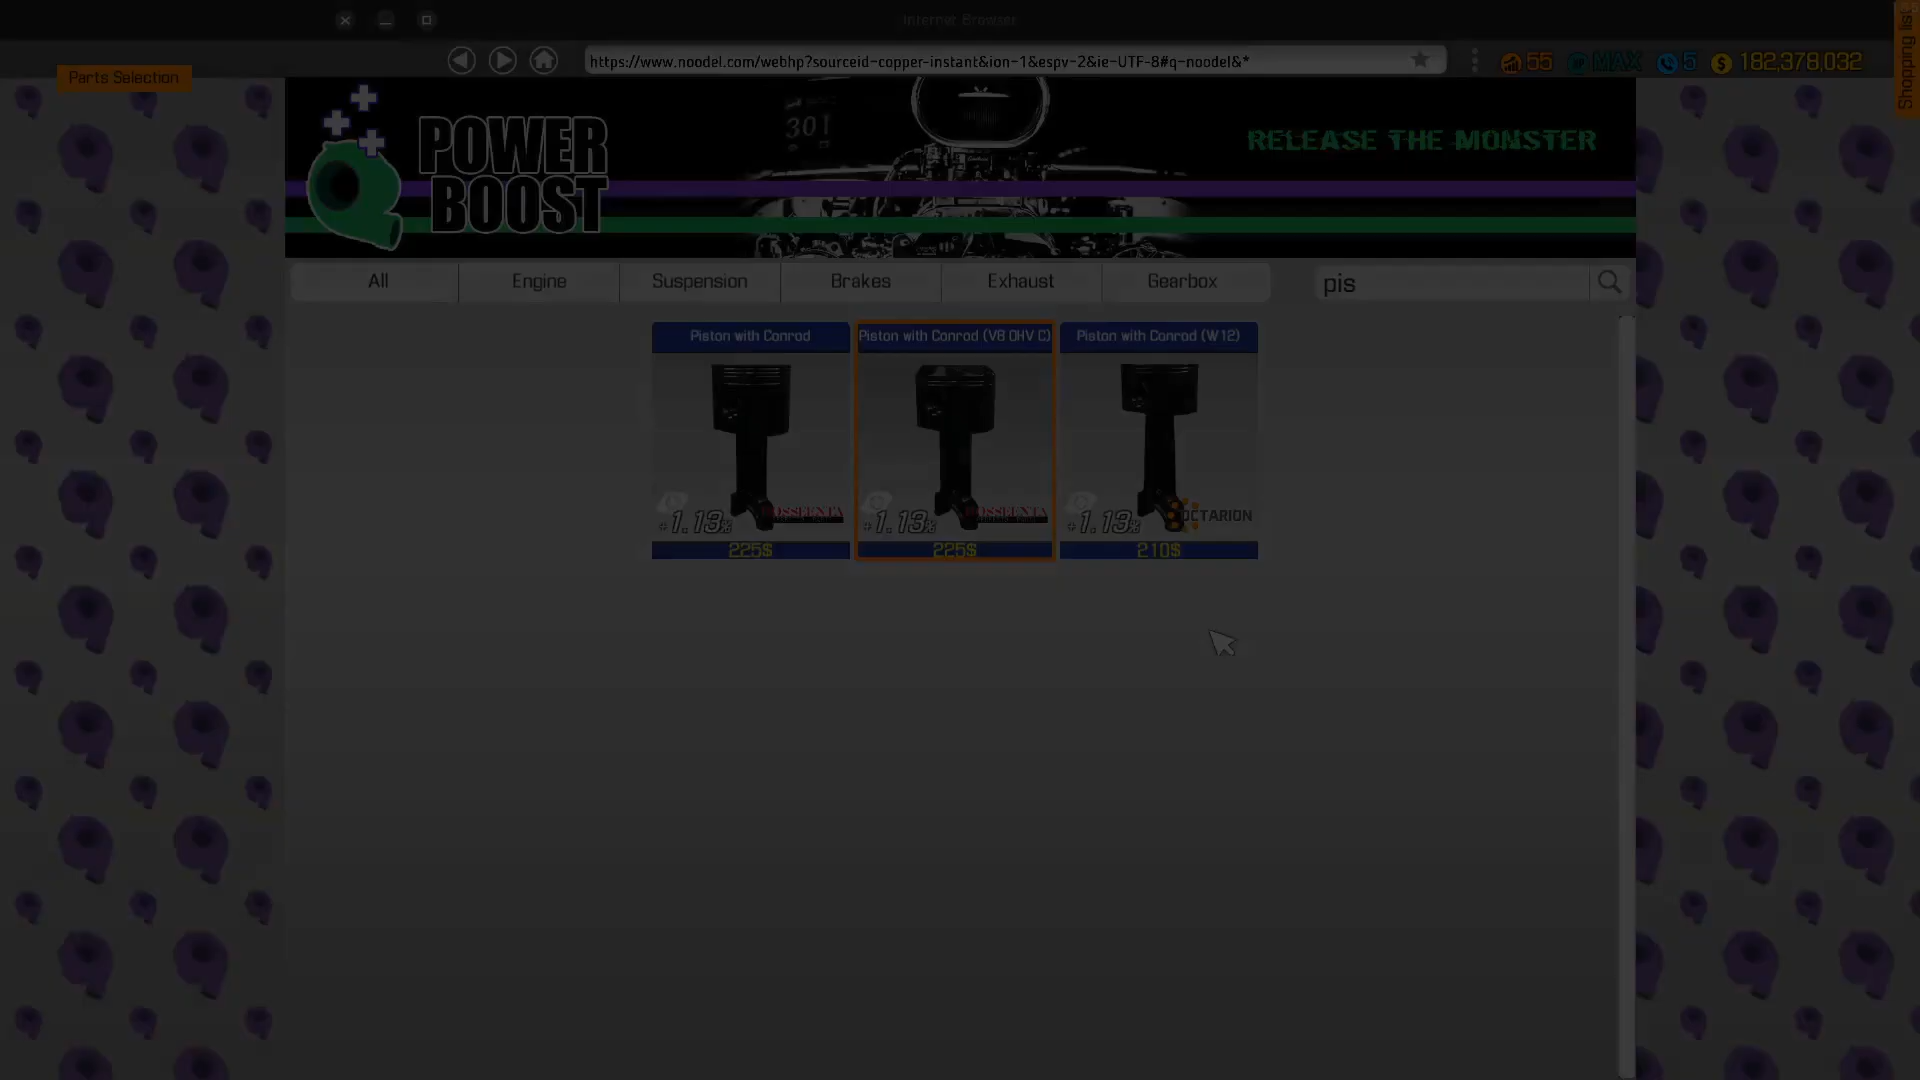 Internet Browser
https://www.noodel.com/webhp?sourceid-copper-instant&ion-1&espv-2&ie-UTF-8#q-noodel&*
55
MAX
5
182,378,032
Shopping list
Parts Selection
POWER
BOOST
301
RELEASE THE MONSTER
All
Engine
Suspension
Brakes
Exhaust
Gearbox
pis
Piston with Conrod
Piston with Conrod (V8 OHV C)
Piston with Conrod (W12)
+1.13%
+1.13%
+1.13%
OCTARION
225$
225$
210$